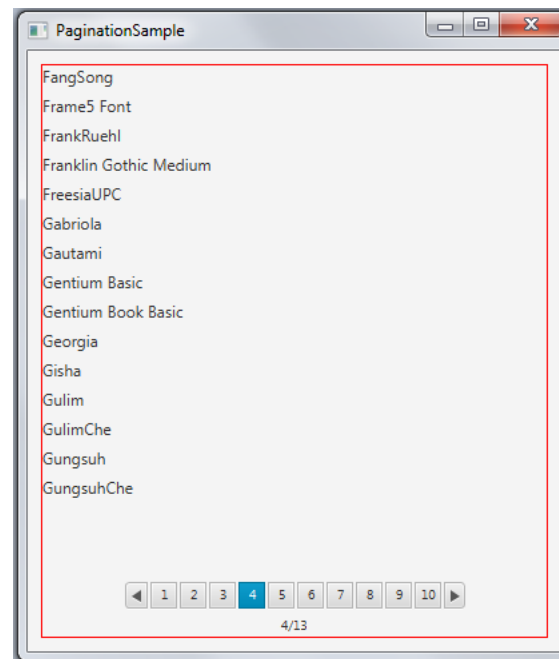 PaginationSample
FangSong
Frame5 Font
FrankRuehl
Franklin Gothic Medium
FreesiaUPC
Gabriola
Gautami
Gentium Basic
Gentium Book Basic
Georgia
Gisha
Gulim
GulimChe
Gungsuh
GungsuhChe
1 2 3 4 5 6 7 8 9 10
4/13